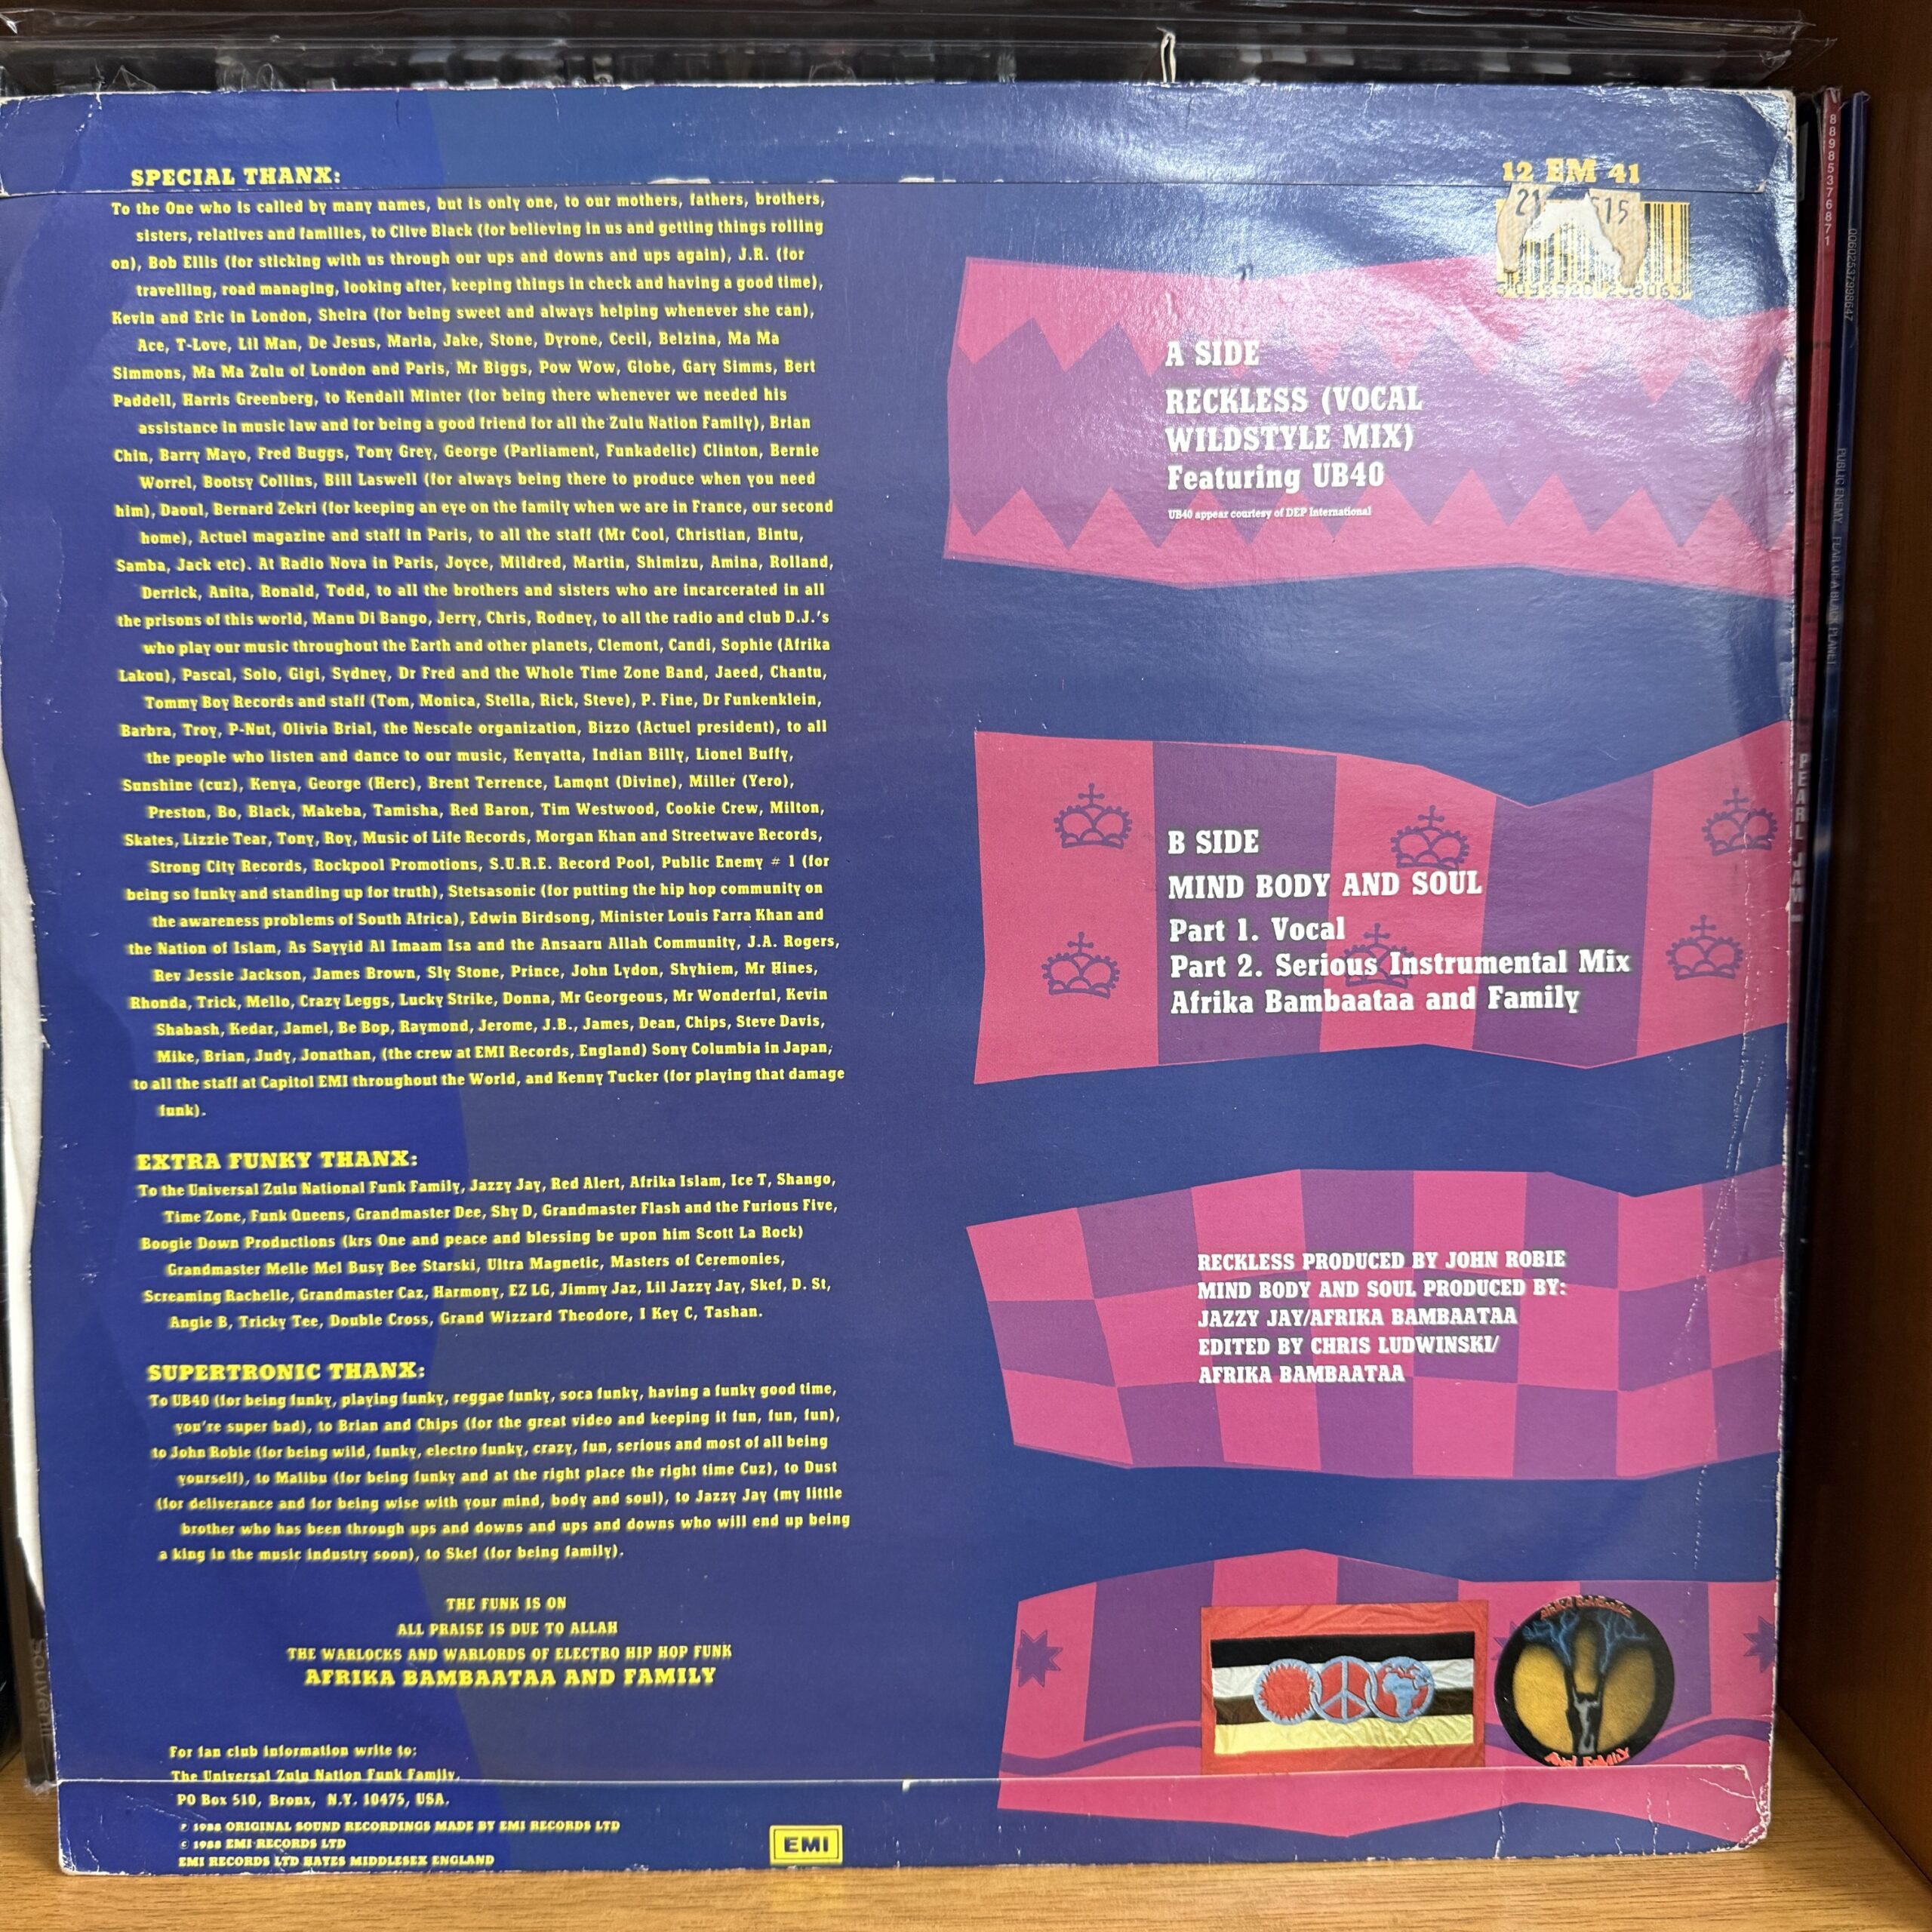 SPECIAL THANX:
To the One who is called by many names, but is only one, to our mothers, fathers, brothers,
sisters, relatives and families, to Clive Black (for believing in us and getting things rolling
on), Bob Ellis (for sticking with us through our ups and downs and ups again), J.R. (for
travelling, road managing, looking after, keeping things in check and having a good time),
Kevin and Eric in London, Sheira (for being sweet and always helping whenever she can),
Ace, T-Love, Lil Man, De Jesus, Marla, Jake, Stone, Dyrone, Cecil, Belzina, Ma Ma
Simmons, Ma Ma Zulu of London and Paris, Mr Biggs, Pow Wow, Globe, Gary Simms, Bert
Paddell, Harris Greenberg, to Kendall Minter (for being there whenever we needed his
assistance in music law and for being a good friend for all the Zulu Nation Family), Brian
Chin, Barry Mayo, Fred Buggs, Tony Grey, George (Parliament, Funkadelic) Clinton, Bernie
Worrel, Bootsy Collins, Bill Laswell (for always being there to produce when you need
him), Daoul, Bernard Zekri (for keeping an eye on the family when we are in France, our second
home), Actuel magazine and staff in Paris, to all the staff (Mr Cool, Christian, Bintu,
Samba, Jack etc). At Radio Nova in Paris, Joyce, Mildred, Martin, Shimizu, Amina, Rolland,
Derrick, Anita, Ronald, Todd, to all the brothers and sisters who are incarcerated in all
the prisons of this world, Manu Di Bango, Jerry, Chris, Rodney, to all the radio and club D.J.'s
who play our music throughout the Earth and other planets, Clemont, Candi, Sophie (Afrika
Lakou), Pascal, Solo, Gigi, Sydney, Dr Fred and the Whole Time Zone Band, Jaeed, Chantu,
Tommy Boy Records and staff (Tom, Monica, Stella, Rick, Steve), P. Fine, Dr Funkenklein,
Barbra, Troy, P-Nut, Olivia Brial, the Nescafe organization, Bizzo (Actuel president), to all
the people who listen and dance to our music, Kenyatta, Indian Billy, Lionel Buffy,
Sunshine (cuz), Kenya, George (Herc), Brent Terrence, Lamont (Divine), Miller (Yero),
Preston, Bo, Black, Makeba, Tamisha, Red Baron, Tim Westwood, Cookie Crew, Milton,
Skates, Lizzie Tear, Tony, Roy, Music of Life Records, Morgan Khan and Streetwave Records,
Strong City Records, Rockpool Promotions, S.U.R.E. Record Pool, Public Enemy # 1 (for
being so funky and standing up for truth), Stetsasonic (for putting the hip hop community on
the awareness problems of South Africa), Edwin Birdsong, Minister Louis Farra Khan and
the Nation of Islam, As Sayyid Al Imaam Isa and the Ansaaru Allah Community, J.A. Rogers,
Rev Jessie Jackson, James Brown, Sly Stone, Prince, John Lydon, Shyhiem, Mr Hines,
Rhonda, Trick, Mello, Crazy Leggs, Lucky Strike, Donna, Mr Georgeous, Mr Wonderful, Kevin
Shabash, Kedar, Jamel, Be Bop, Raymond, Jerome, J.B., James, Dean, Chips, Steve Davis,
Mike, Brian, Judy, Jonathan, (the crew at EMI Records, England) Sony Columbia in Japan,
to all the staff at Capitol EMI throughout the World, and Kenny Tucker (for playing that damage
funk).
EXTRA FUNKY THANX:
To the Universal Zulu National Funk Family, Jazzy Jay, Red Alert, Afrika Islam, Ice T, Shango,
Time Zone, Funk Queens, Grandmaster Dee, Shy D, Grandmaster Flash and the Furious Five,
Boogie Down Productions (krs One and peace and blessing be upon him Scott La Rock)
Grandmaster Melle Mel Busy Bee Starski, Ultra Magnetic, Masters of Ceremonies,
Screaming Rachelle, Grandmaster Caz, Harmony, EZ LG, Jimmy Jaz, Lil Jazzy Jay, Skef, D. St,
Angie B, Tricky Tee, Double Cross, Grand Wizzard Theodore, I Key C, Tashan.
SUPERTRONIC THANX:
To UB40 (for being funky, playing funky, reggae funky, soca funky, having a funky good time,
you're super bad), to Brian and Chips (for the great video and keeping it fun, fun, fun),
to John Robie (for being wild, funky, electro funky, crazy, fun, serious and most of all being
yourself), to Malibu (for being funky and at the right place the right time Cuz), to Dust
(for deliverance and for being wise with your mind, body and soul), to Jazzy Jay (my little
brother who has been through ups and downs and ups and downs who will end up being
a king in the music industry soon), to Skef (for being family).
THE FUNK IS ON
ALL PRAISE IS DUE TO ALLAH
THE WARLOCKS AND WARLORDS OF ELECTRO HIP HOP FUNK
AFRIKA BAMBAATAA AND FAMILY
For fan club information write to:
The Universal Zulu Nation Funk Family,
PO Box 510, Bronx, N.Y. 10475, USA.
℗ 1988 ORIGINAL SOUND RECORDINGS MADE BY EMI RECORDS LTD
© 1988 EMI RECORDS LTD
EMI RECORDS LTD HAYES MIDDLESEX ENGLAND
EMI
12 EM 41
21
515
A SIDE
RECKLESS (VOCAL
WILDSTYLE MIX)
Featuring UB40
UB40 appear courtesy of DEP International
B SIDE
MIND BODY AND SOUL
Part 1. Vocal
Part 2. Serious Instrumental Mix
Afrika Bambaataa and Family
RECKLESS PRODUCED BY JOHN ROBIE
MIND BODY AND SOUL PRODUCED BY:
JAZZY JAY/AFRIKA BAMBAATAA
EDITED BY CHRIS LUDWINSKI/
AFRIKA BAMBAATAA
Afrika Bambaataa
And Family
88985376871
PEARL JAM
PUBLIC ENEMY FEAR OF A BLACK PLANET